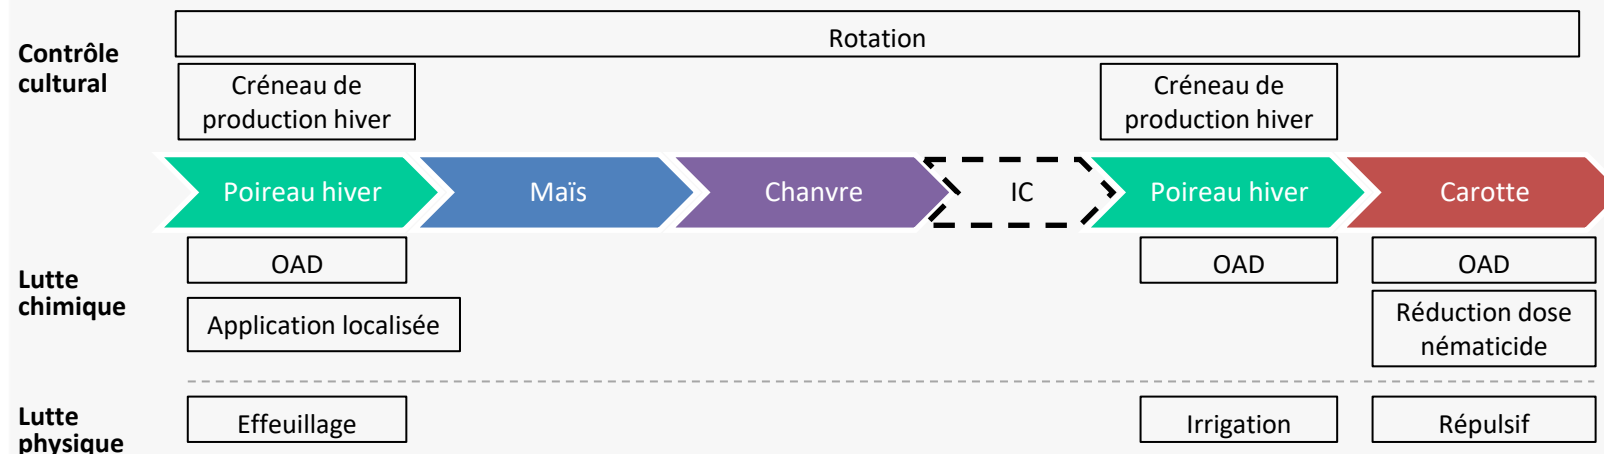 Contrôle
cultural
Rotation
Créneau de
production hiver
Créneau de
production hiver
Poireau hiver
Maïs
Chanvre
IC
Poireau hiver
Carotte
Lutte
chimique
OAD
OAD
OAD
Application localisée
Réduction dose
nématicide
Lutte
physique
Effeuillage
Irrigation
Répulsif